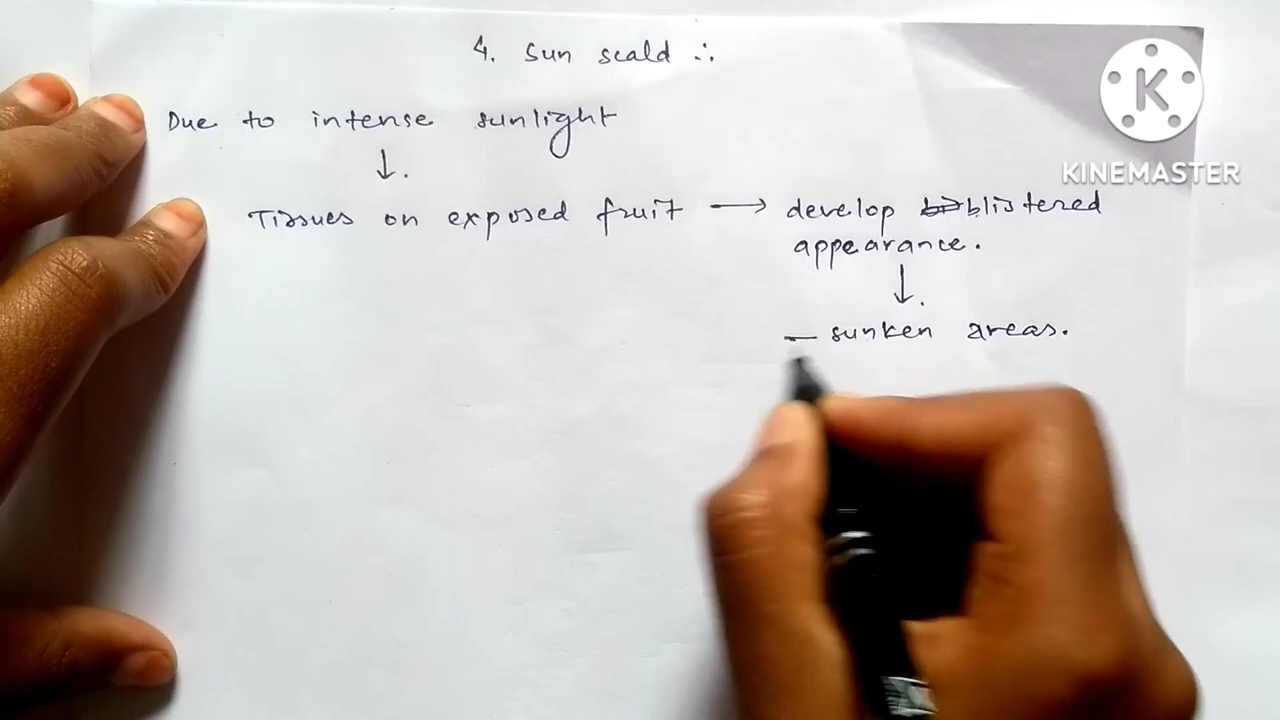 4. Sun scald ∴
Due to intense sunlight
↓.
Tissues on exposed fruit → develop blistered
appearance.
↓.
— sunken areas.
K
KINEMASTER